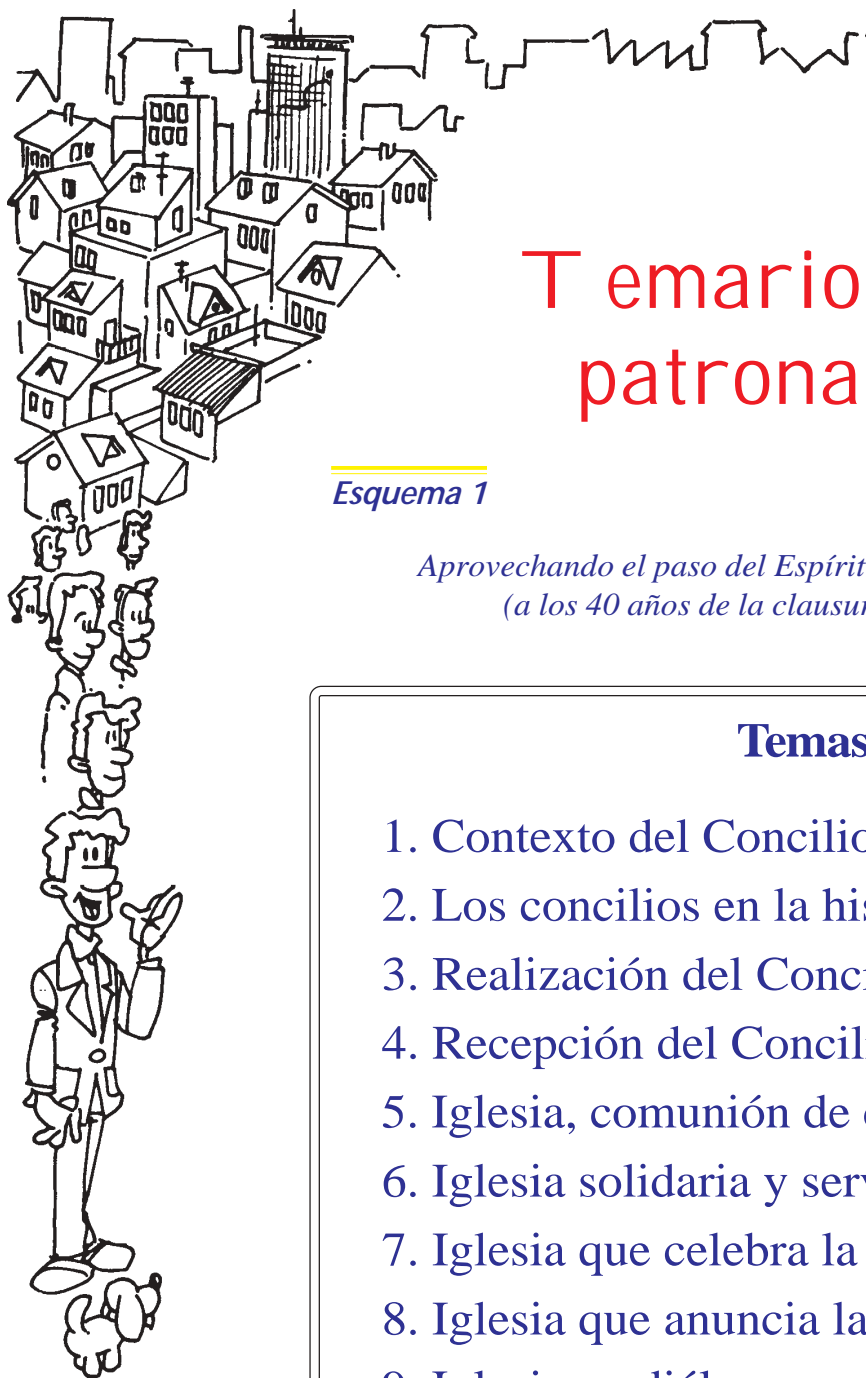 T emario
patrona
Esquema 1
Aprovechando el paso del Espírit
(a los 40 años de la clausur
Temas
1. Contexto del Concilio
2. Los concilios en la his
3. Realización del Conci
4. Recepción del Concil
5. Iglesia, comunión de
6. Iglesia solidaria y serv
7. Iglesia que celebra la
8. Iglesia que anuncia la